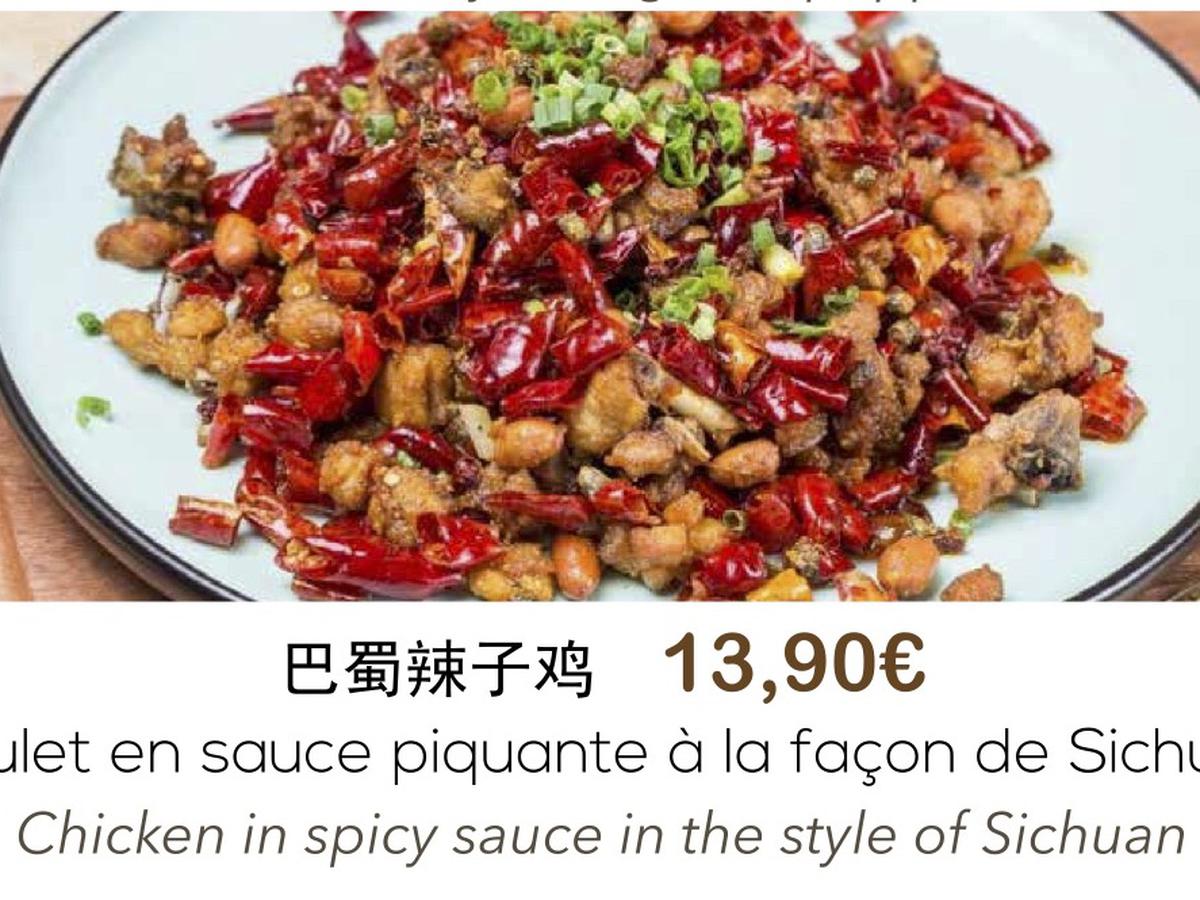 巴蜀辣子鸡 13,90€
ulet en sauce piquante à la façon de Sichu
Chicken in spicy sauce in the style of Sichuan